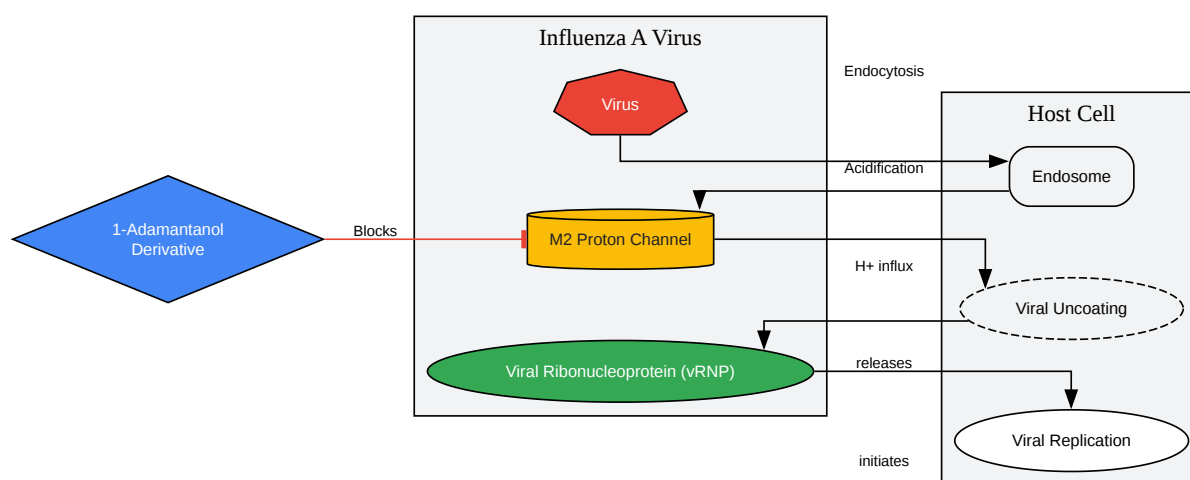 Influenza A Virus
Endocytosis
Virus
Host Cell
Acidification
Endosome
1-Adamantanol
Derivative
Blocks
M2 Proton Channel
H+ influx
Viral Uncoating
Viral Ribonucleoprotein (vRNP)
releases
Viral Replication
initiates